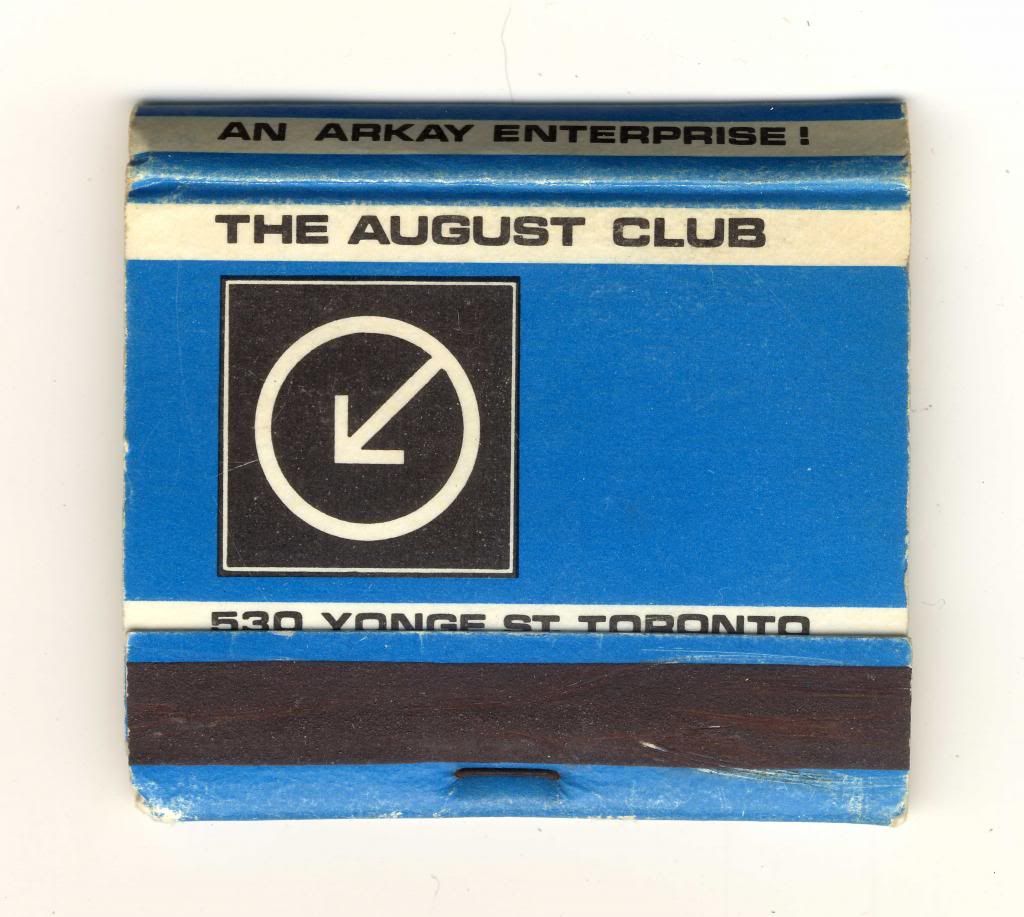 AN ARKAY ENTERPRISE!
THE AUGUST CLUB
530 YONGE ST TORONTO